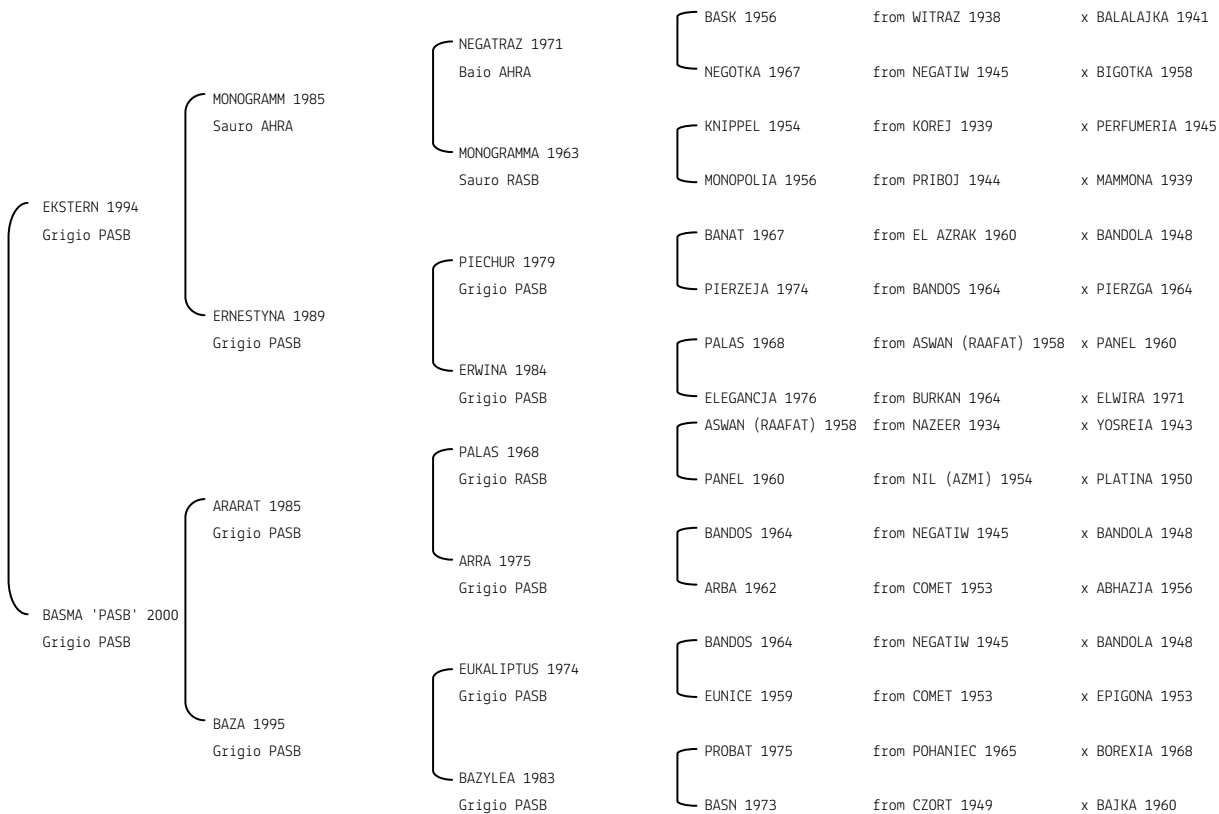 BASK 1956 from WITRAZ 1938 x BALALAJKA 1941
NEGATRAZ 1971
Baio AHRA NEGOTKA 1967 from NEGATIW 1945 x BIGOTKA 1958
MONOGRAMM 1985
Sauro AHRA KNIPPEL 1954 from KOREJ 1939 x PERFUMERIA 1945
MONOGRAMMA 1963
Sauro RASB MONOPOLIA 1956 from PRIBOJ 1944 x MAMMONA 1939
EKSTERN 1994
Grigio PASB BANAT 1967 from EL AZRAK 1960 x BANDOLA 1948
PIECHUR 1979
Grigio PASB PIERZEJA 1974 from BANDOS 1964 x PIERZGA 1964
ERNESTYNA 1989
Grigio PASB PALAS 1968 from ASWAN (RAAFAT) 1958 x PANEL 1960
ERWINA 1984
Grigio PASB ELEGANCJA 1976 from BURKAN 1964 x ELWIRA 1971
ASWAN (RAAFAT) 1958 from NAZEER 1934 x YOSREIA 1943
PALAS 1968
Grigio RASB PANEL 1960 from NIL (AZMI) 1954 x PLATINA 1950
ARARAT 1985
Grigio PASB BANDOS 1964 from NEGATIW 1945 x BANDOLA 1948
ARRA 1975
Grigio PASB ARBA 1962 from COMET 1953 x ABHAZJA 1956
BASMA 'PASB' 2000
Grigio PASB BANDOS 1964 from NEGATIW 1945 x BANDOLA 1948
EUKALIPTUS 1974
Grigio PASB EUNICE 1959 from COMET 1953 x EPIGONA 1953
BAZA 1995
Grigio PASB PROBAT 1975 from POHANIEC 1965 x BOREXIA 1968
BAZYLEA 1983
Grigio PASB BASN 1973 from CZORT 1949 x BAJKA 1960